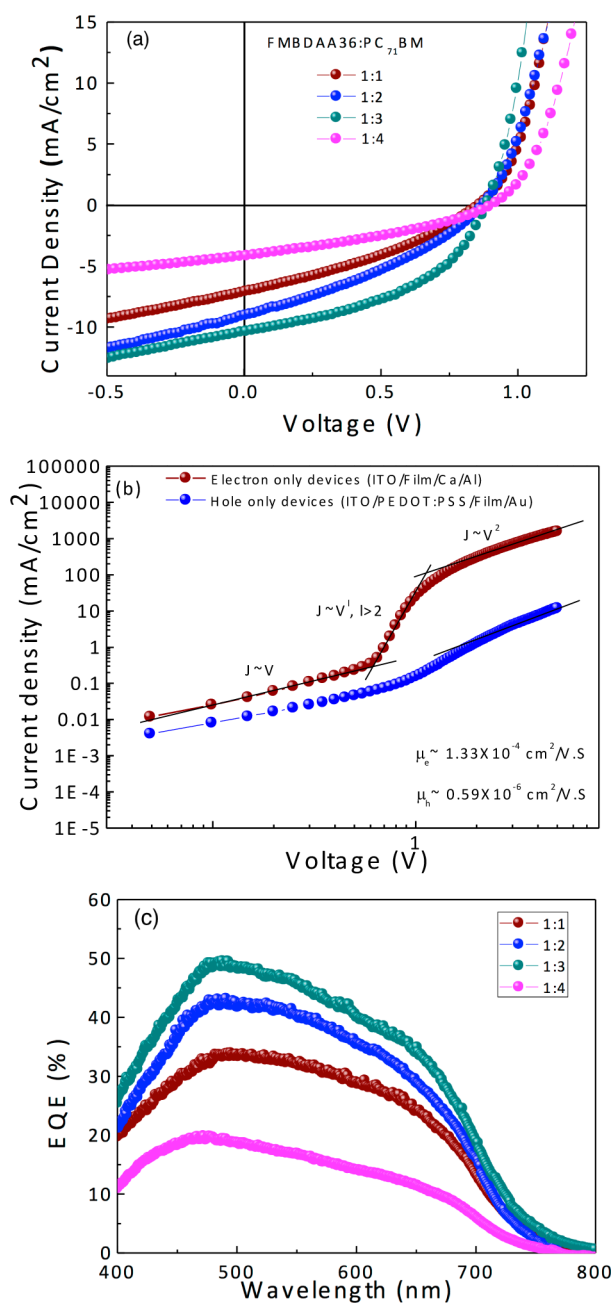 (a)
FMBDAA36:PC₇₁BM
1:1
1:2
1:3
1:4
Current Density (mA/cm²)
15
10
5
0
-5
-10
-0.5
0.0
0.5
1.0
Voltage (V)
(b)
Electron only devices (ITO/Film/Ca/Al)
Hole only devices (ITO/PEDOT:PSS/Film/Au)
Current density (mA/cm²)
100000
10000
1000
100
10
1
0.1
0.01
1E-3
1E-4
1E-5
J~V
J~Vˡ, l>2
J~V²
μₑ~ 1.33X10⁻⁴ cm²/V.S
μₕ~ 0.59X10⁻⁶ cm²/V.S
1
Voltage (V)
(c)
1:1
1:2
1:3
1:4
EQE (%)
60
50
40
30
20
10
0
400
500
600
700
800
Wavelength (nm)